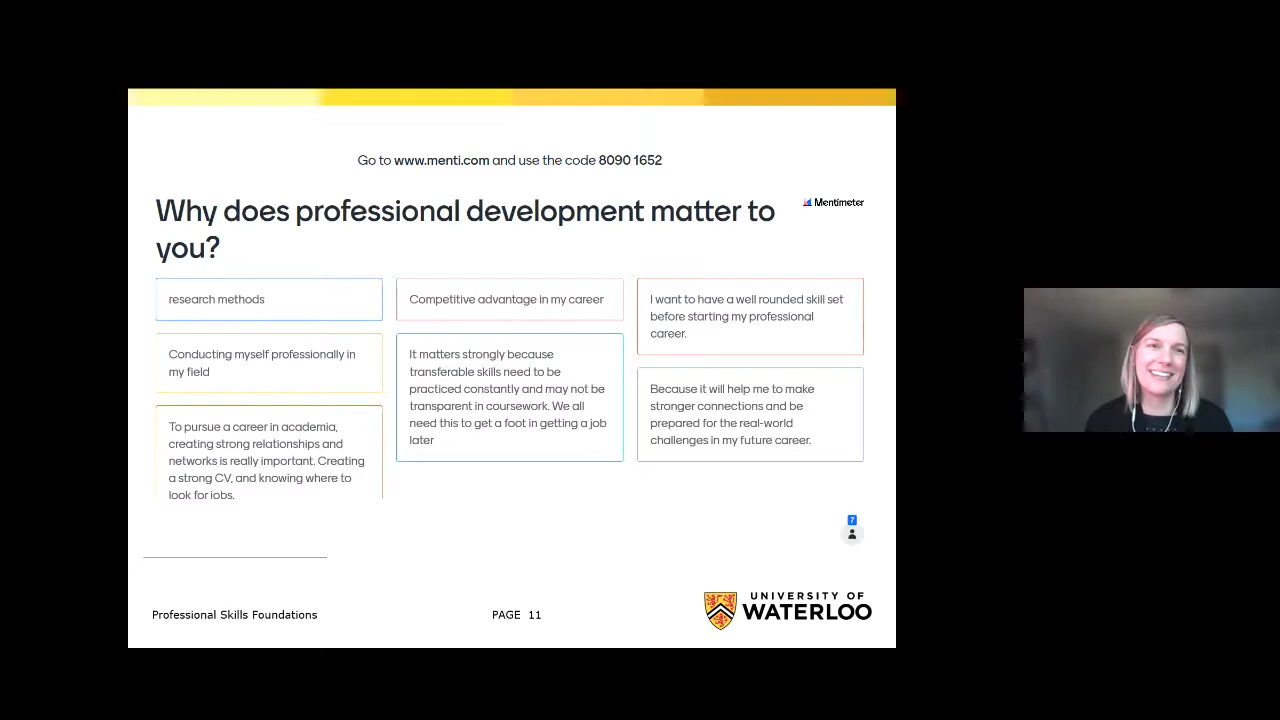 Go to www.menti.com and use the code 8090 1652
Why does professional development matter to
you?
Mentimeter
research methods
Conducting myself professionally in
my field
To pursue a career in academia,
creating strong relationships and
networks is really important. Creating
a strong CV, and knowing where to
look for jobs.
Competitive advantage in my career
It matters strongly because
transferable skills need to be
practiced constantly and may not be
transparent in coursework. We all
need this to get a foot in getting a job
later
I want to have a well rounded skill set
before starting my professional
career.
Because it will help me to make
stronger connections and be
prepared for the real-world
challenges in my future career.
7
Professional Skills Foundations
PAGE 11
UNIVERSITY OF
WATERLOO